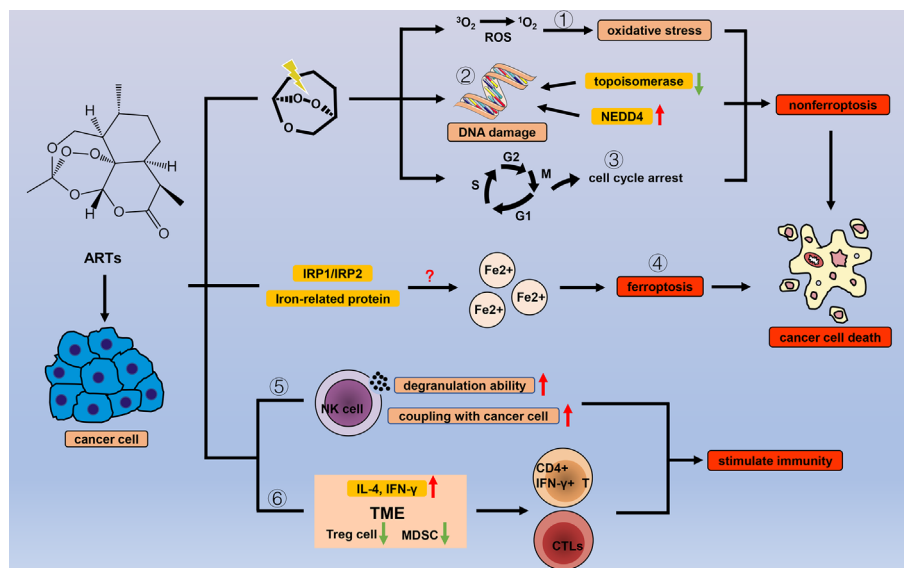 ³O₂ ¹O₂
ROS
①
oxidative stress
②
DNA damage
topoisomerase
NEDD4
③
G2
M
S
G1
cell cycle arrest
nonferroptosis
H
H
H
O
O
O
O
O
O
O
O
O
ARTs
cancer cell
IRP1/IRP2
Iron-related protein
?
Fe2+
Fe2+
Fe2+
④
ferroptosis
cancer cell death
⑤
NK cell
degranulation ability
coupling with cancer cell
⑥
IL-4, IFN-γ
TME
Treg cell
MDSC
CD4+
IFN-γ+ T
CTLs
stimulate immunity